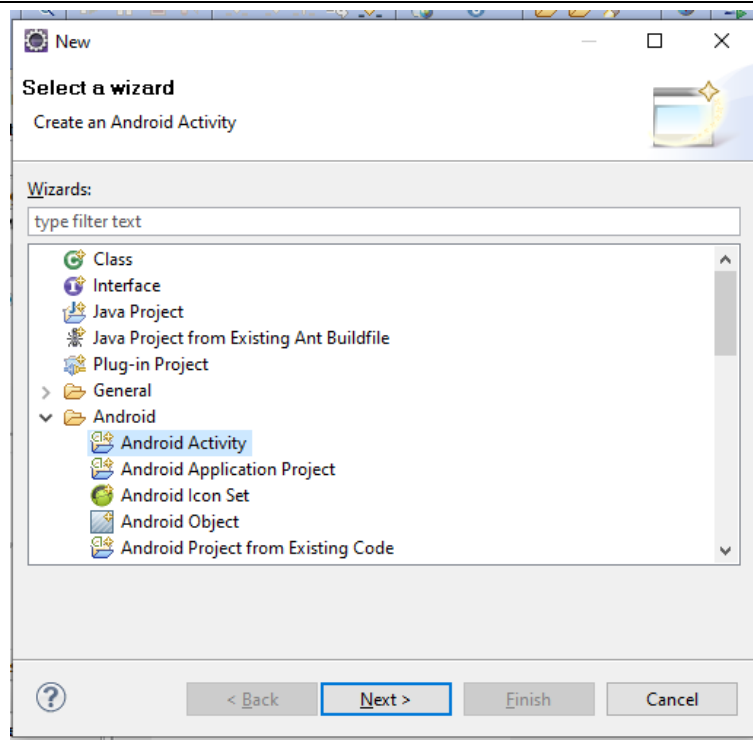 New
Select a wizard
Create an Android Activity
Wizards:
type filter text
Class
Interface
Java Project
Java Project from Existing Ant Buildfile
Plug-in Project
General
Android
Android Activity
Android Application Project
Android Icon Set
Android Object
Android Project from Existing Code
< Back Next > Finish Cancel